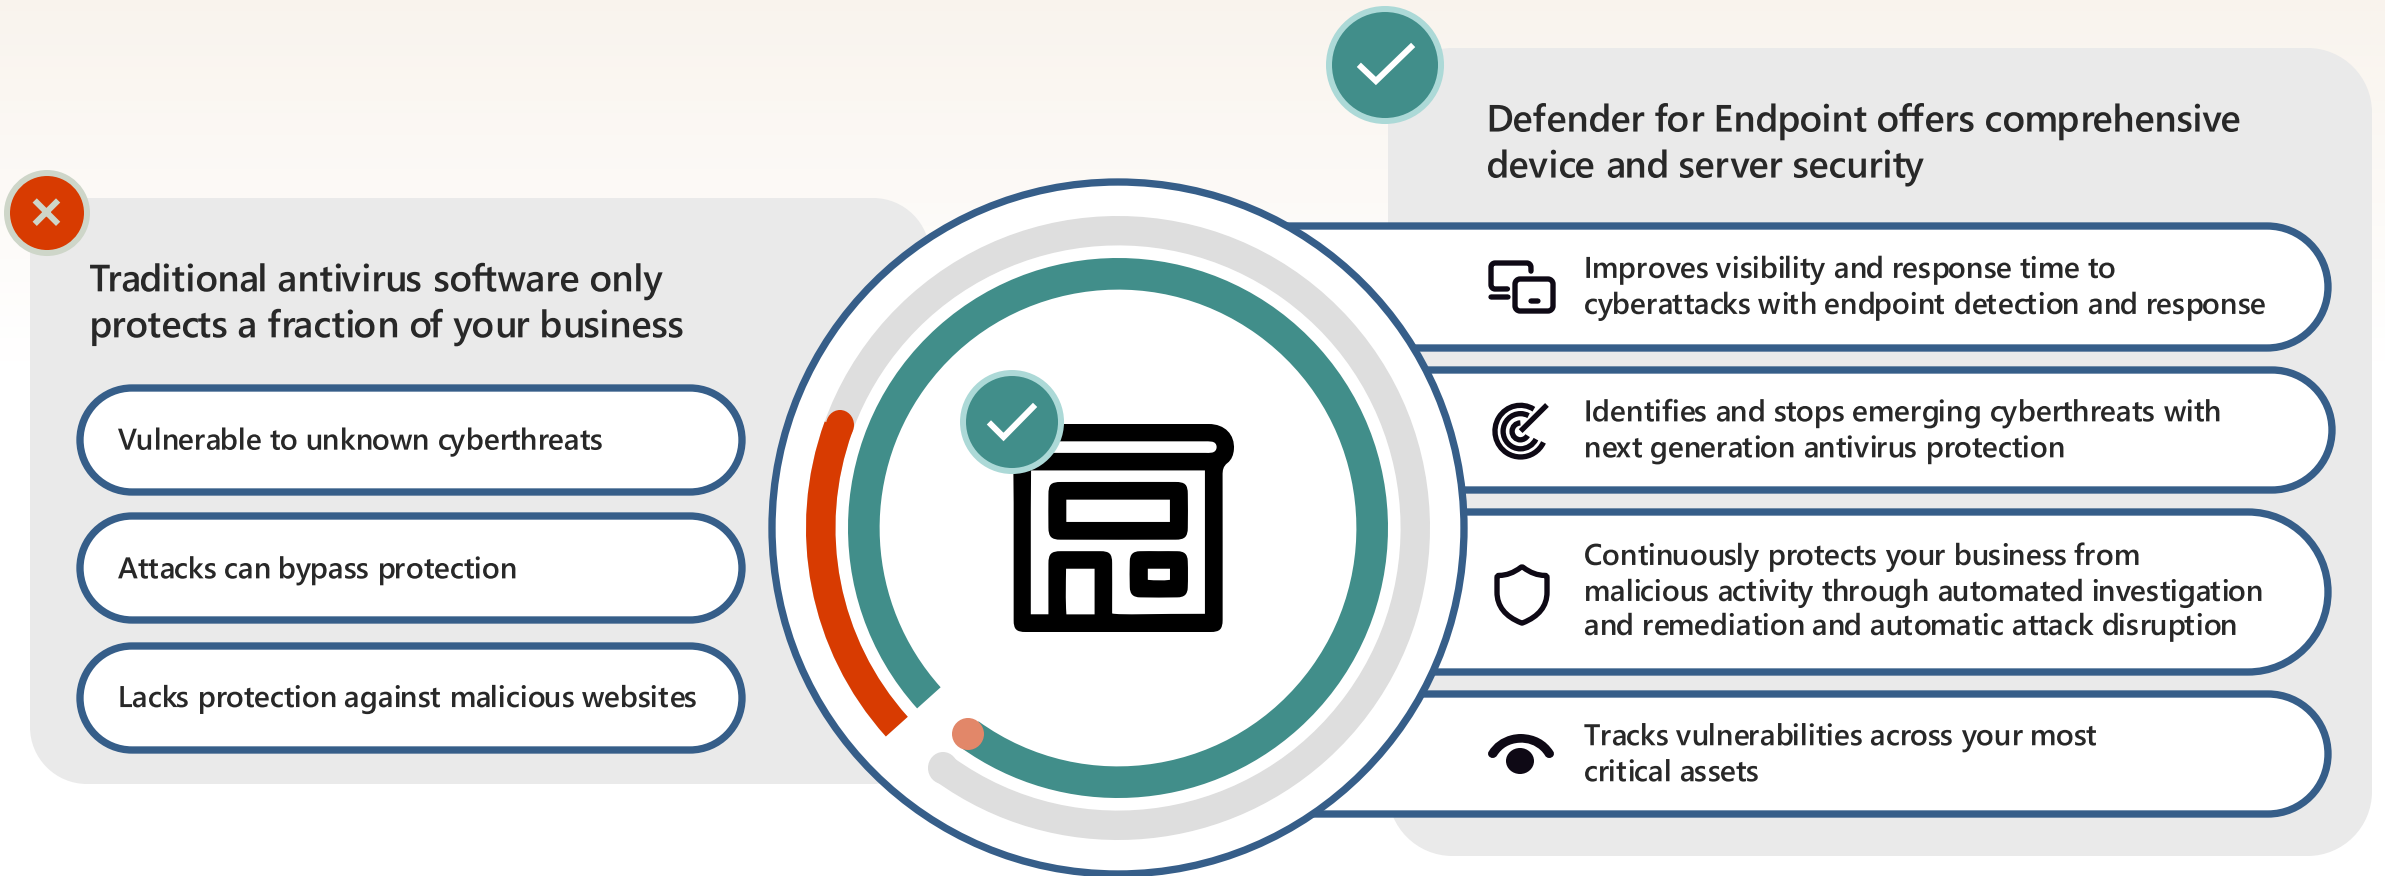 Traditional antivirus software only
protects a fraction of your business
Vulnerable to unknown cyberthreats
Attacks can bypass protection
Lacks protection against malicious websites
Defender for Endpoint offers comprehensive
device and server security
Improves visibility and response time to
cyberattacks with endpoint detection and response
Identifies and stops emerging cyberthreats with
next generation antivirus protection
Continuously protects your business from
malicious activity through automated investigation
and remediation and automatic attack disruption
Tracks vulnerabilities across your most
critical assets